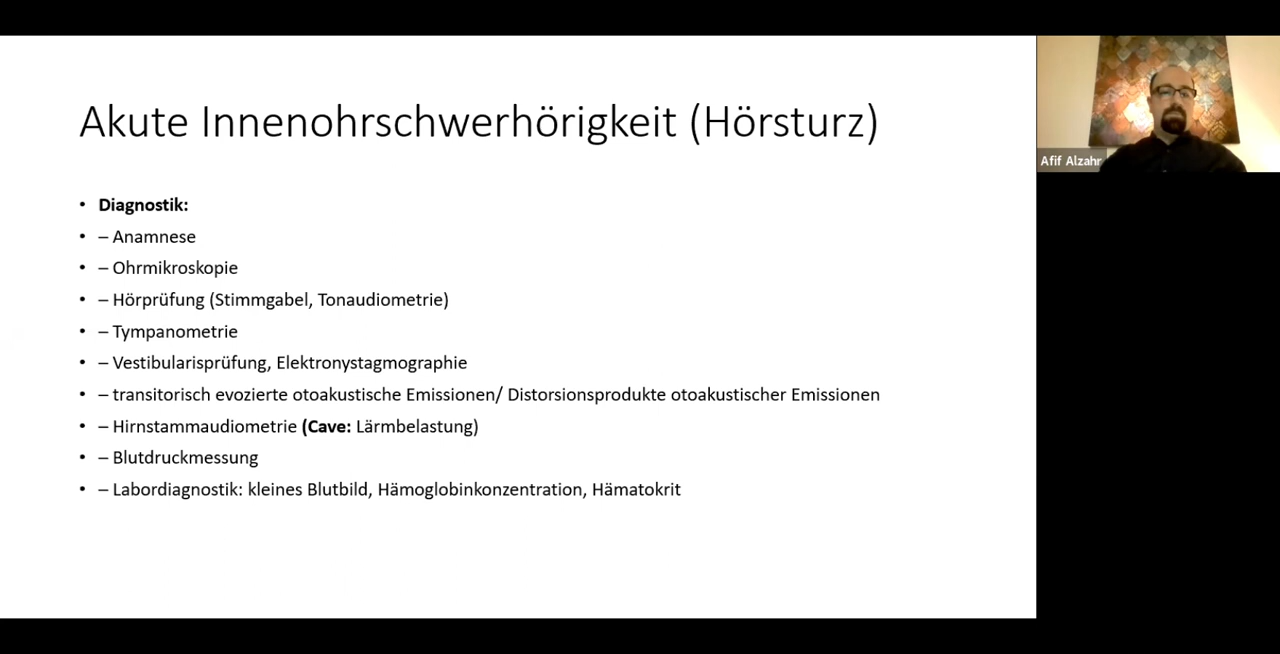 Akute Innenohrschwerhörigkeit (Hörsturz)
• Diagnostik:
• – Anamnese
• – Ohrmikroskopie
• – Hörprüfung (Stimmgabel, Tonaudiometrie)
• – Tympanometrie
• – Vestibularisprüfung, Elektronystagmographie
• – transitorisch evozierte otoakustische Emissionen/ Distorsionsprodukte otoakustischer Emissionen
• – Hirnstammaudiometrie (Cave: Lärmbelastung)
• – Blutdruckmessung
• – Labordiagnostik: kleines Blutbild, Hämoglobinkonzentration, Hämatokrit
Afif Alzahr